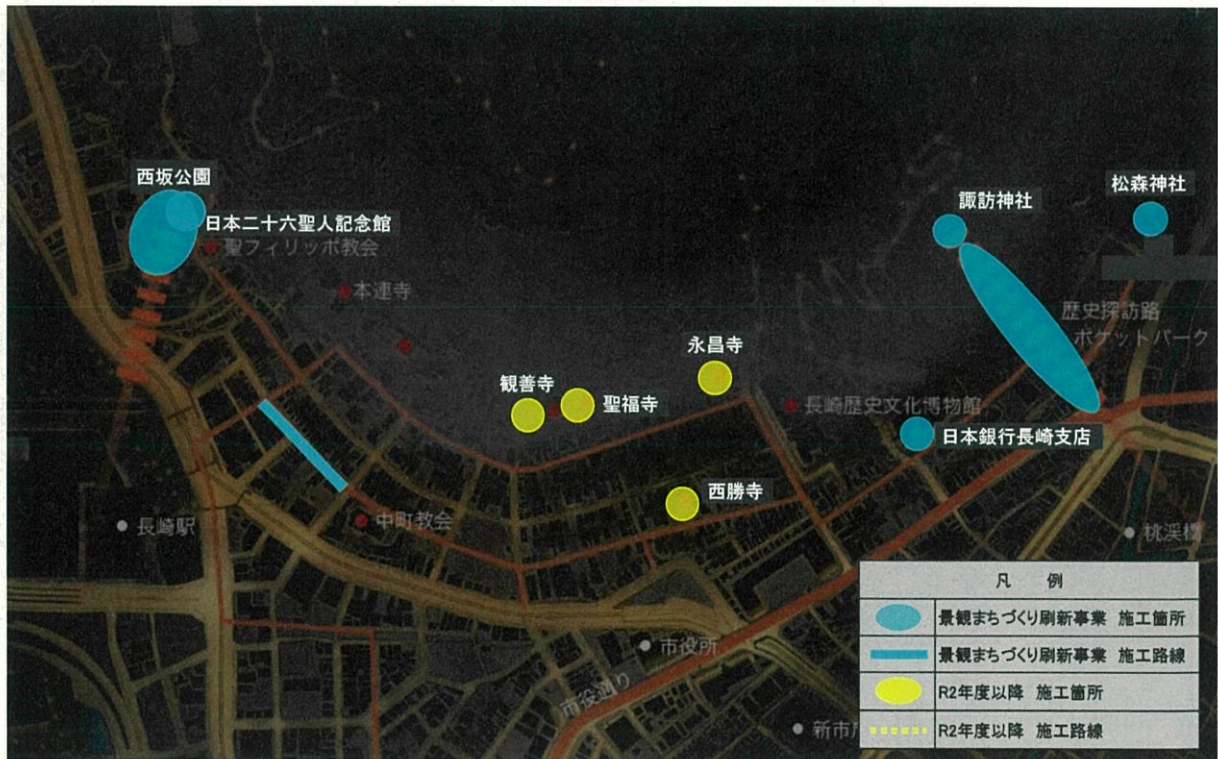 西坂公園
日本二十六聖人記念館
聖フィリッポ教会
本蓮寺
諏訪神社
松森神社
歴史探訪路
ポケットパーク
永昌寺
観善寺
聖福寺
長崎歴史文化博物館
日本銀行長崎支店
西勝寺
長崎駅
中町教会
桃渓橋
市役所
市役通り
新市
凡 例
景観まちづくり刷新事業 施工箇所
景観まちづくり刷新事業 施工路線
R2年度以降 施工箇所
R2年度以降 施工路線